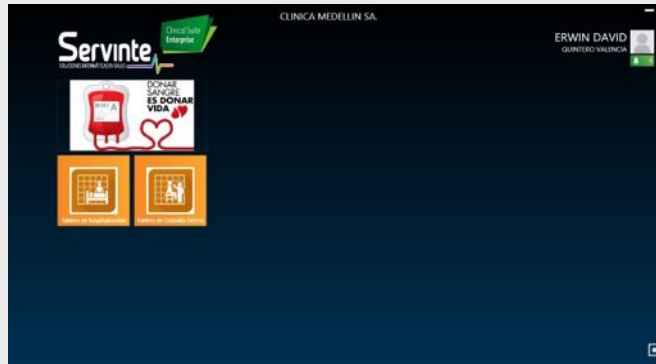 CLINICA MEDELLIN SA.
Servinte
Clinical Suite
Enterprise
SOLUCIONES INFORMÁTICAS EN SALUD
ERWIN DAVID
QUINTERO VALENCIA
DONAR
SANGRE
ES DONAR
VIDA
A
Tablero de hospitalización
Tablero de Consulta Externa